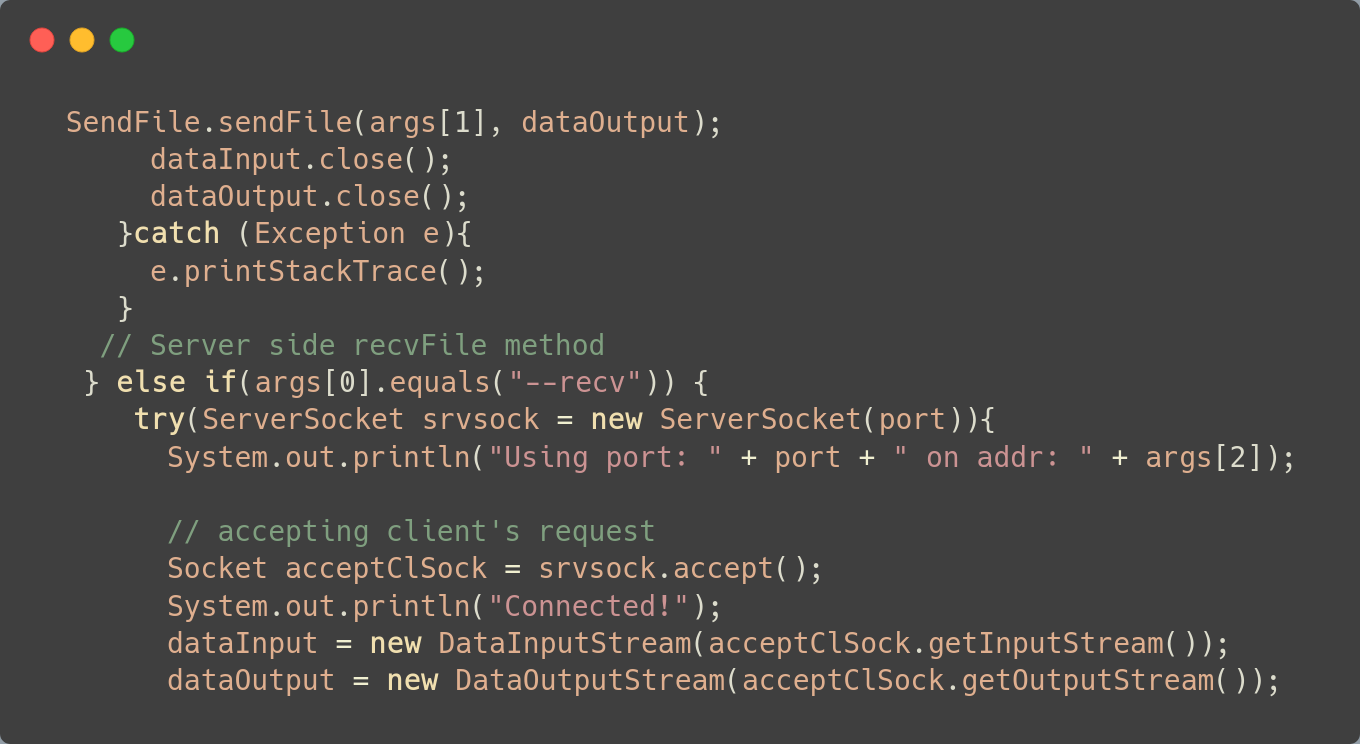 SendFile.sendFile(args[1], dataOutput);
     dataInput.close();
     dataOutput.close();
   }catch (Exception e){
     e.printStackTrace();
   }
  // Server side recvFile method
 } else if(args[0].equals("--recv")) {
    try(ServerSocket srvsock = new ServerSocket(port)){
      System.out.println("Using port: " + port + " on addr: " + args[2]);

      // accepting client's request
      Socket acceptClSock = srvsock.accept();
      System.out.println("Connected!");
      dataInput = new DataInputStream(acceptClSock.getInputStream());
      dataOutput = new DataOutputStream(acceptClSock.getOutputStream());